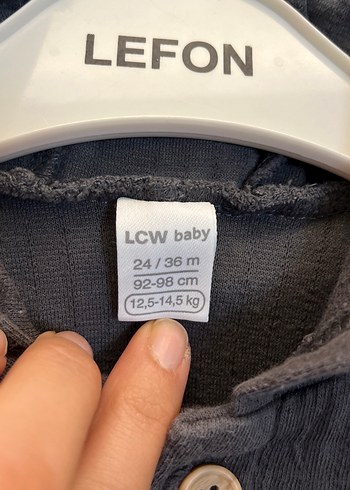 LEFON
LCW baby
24 / 36 m
92-98 cm
12,5-14,5 kg